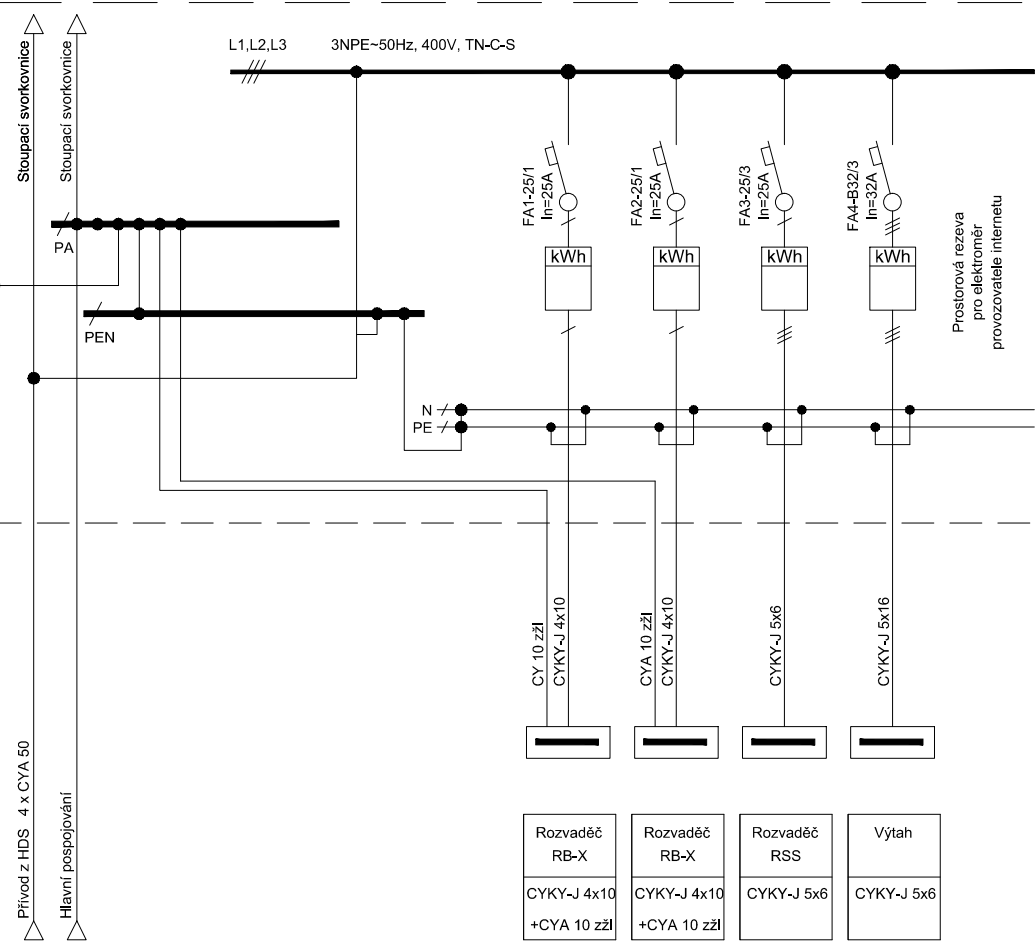 Stoupací svorkovnice
Stoupací svorkovnice
L1,L2,L3
3NPE~50Hz, 400V, TN-C-S
FA1-25/1
In=25A
FA2-25/1
In=25A
FA3-25/3
In=25A
FA4-B32/3
In=32A
kWh
kWh
kWh
kWh
Prostorová rezeva
pro elektroměr
provozovatele internetu
PA
PEN
N
PE
CY 10 zžl
CYKY-J 4x10
CYA 10 zžl
CYKY-J 4x10
CYKY-J 5x6
CYKY-J 5x16
Přívod z HDS 4 x CYA 50
Hlavní pospojování
Rozvaděč
RB-X
CYKY-J 4x10
+CYA 10 zžl
Rozvaděč
RB-X
CYKY-J 4x10
+CYA 10 zžl
Rozvaděč
RSS
CYKY-J 5x6
Výtah
CYKY-J 5x6